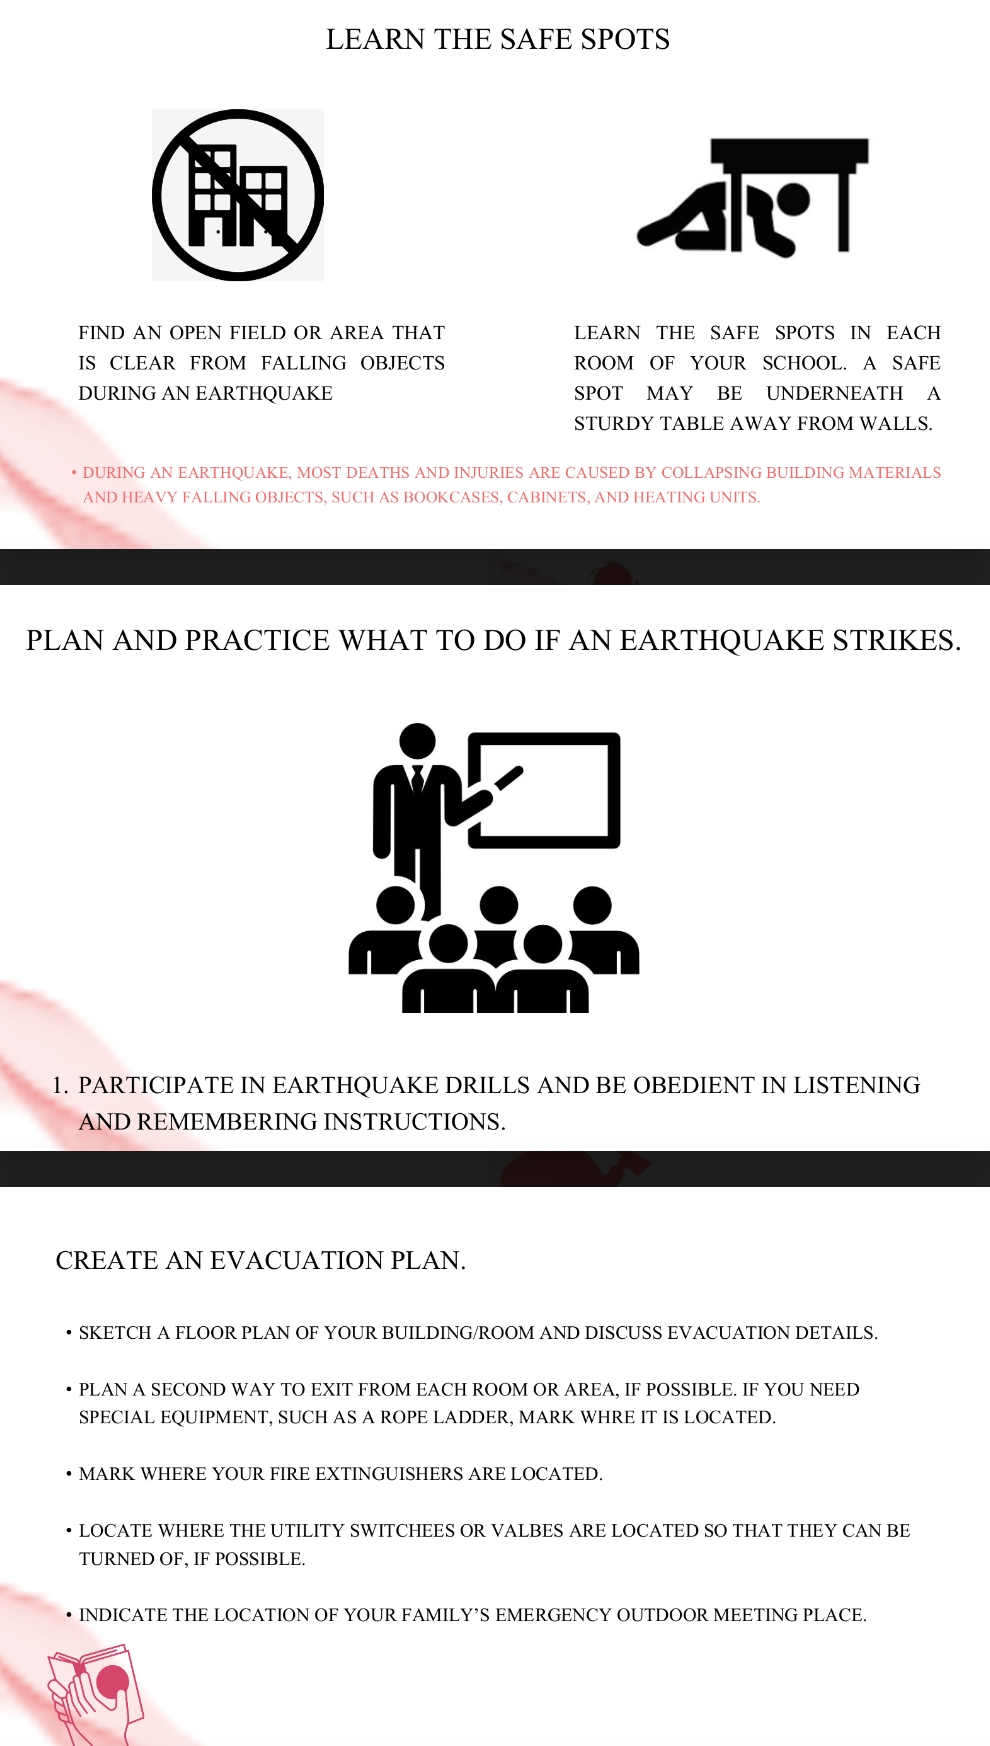 LEARN THE SAFE SPOTS
FIND AN OPEN FIELD OR AREA THAT
IS CLEAR FROM FALLING OBJECTS
DURING AN EARTHQUAKE
LEARN THE SAFE SPOTS IN EACH
ROOM OF YOUR SCHOOL. A SAFE
SPOT MAY BE UNDERNEATH A
STURDY TABLE AWAY FROM WALLS.
• DURING AN EARTHQUAKE, MOST DEATHS AND INJURIES ARE CAUSED BY COLLAPSING BUILDING MATERIALS
AND HEAVY FALLING OBJECTS, SUCH AS BOOKCASES, CABINETS, AND HEATING UNITS.
PLAN AND PRACTICE WHAT TO DO IF AN EARTHQUAKE STRIKES.
1. PARTICIPATE IN EARTHQUAKE DRILLS AND BE OBEDIENT IN LISTENING
AND REMEMBERING INSTRUCTIONS.
CREATE AN EVACUATION PLAN.
• SKETCH A FLOOR PLAN OF YOUR BUILDING/ROOM AND DISCUSS EVACUATION DETAILS.
• PLAN A SECOND WAY TO EXIT FROM EACH ROOM OR AREA, IF POSSIBLE. IF YOU NEED
SPECIAL EQUIPMENT, SUCH AS A ROPE LADDER, MARK WHRE IT IS LOCATED.
• MARK WHERE YOUR FIRE EXTINGUISHERS ARE LOCATED.
• LOCATE WHERE THE UTILITY SWITCHEES OR VALBES ARE LOCATED SO THAT THEY CAN BE
TURNED OF, IF POSSIBLE.
• INDICATE THE LOCATION OF YOUR FAMILY'S EMERGENCY OUTDOOR MEETING PLACE.